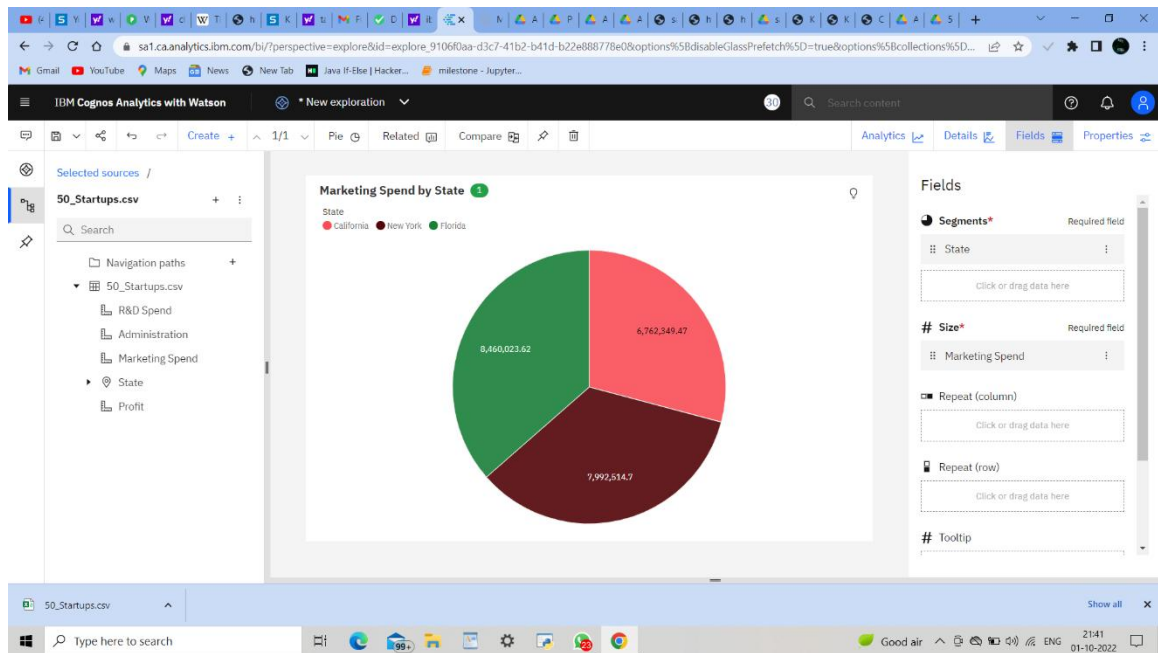 sa1.ca.analytics.ibm.com/bi/?perspective=explore&id=explore_9106f0aa-d3c7-41b2-b41d-b22e888778e0&options%5BdisableGlassPrefetch%5D=true&options%5Bcollections%5D...
Gmail YouTube Maps News New Tab Java If-Else | Hacker... milestone - Jupyter...
IBM Cognos Analytics with Watson * New exploration 30 Search content
Create + 1/1 Pie Related Compare Analytics Details Fields Properties
Selected sources /
50_Startups.csv
Search
Navigation paths
50_Startups.csv
R&D Spend
Administration
Marketing Spend
State
Profit
Marketing Spend by State 1
State
California New York Florida
6,762,349.47
8,460,023.62
7,992,514.7
Fields
Segments* Required field
State
Click or drag data here
# Size* Required field
Marketing Spend
Repeat (column)
Click or drag data here
Repeat (row)
Click or drag data here
# Tooltip
50_Startups.csv Show all
Type here to search 99+ 23 Good air ENG 21:41
01-10-2022